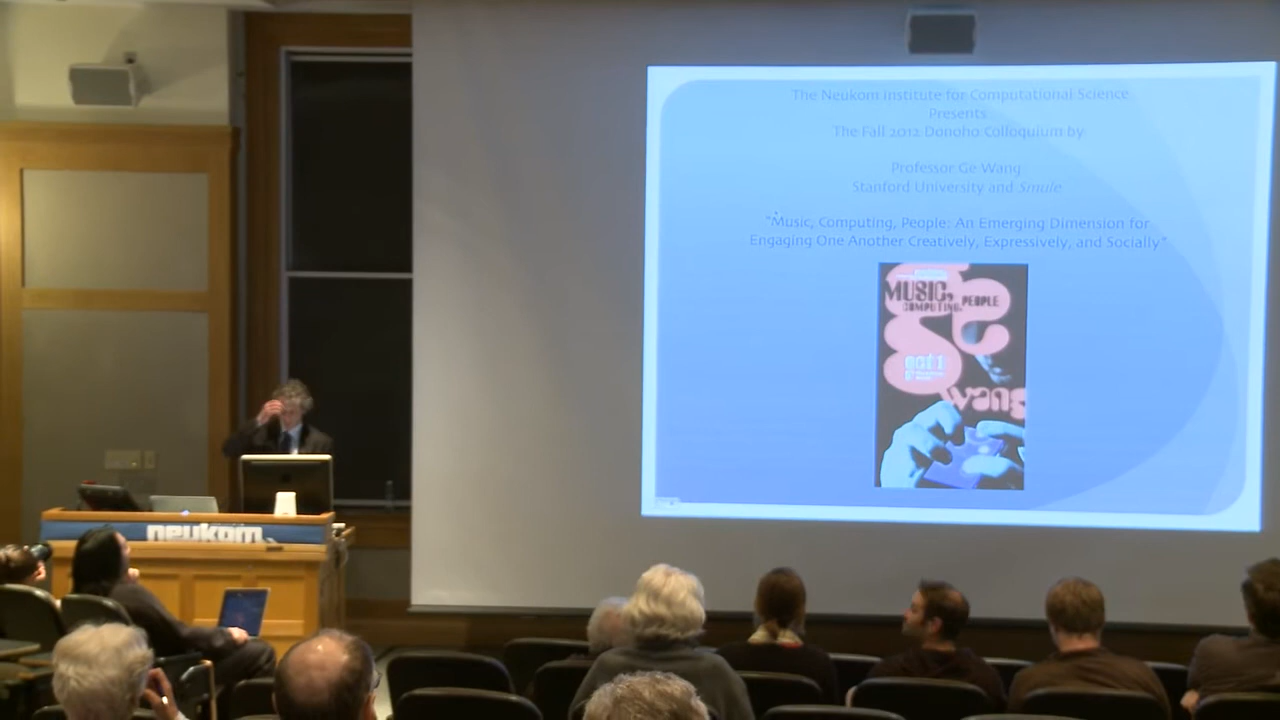 The Neukom Institute for Computational Science
Presents
The Fall 2012 Donoho Colloquium by:
Professor Ge Wang
Stanford University and Smule
"Music, Computing, People: An Emerging Dimension for
Engaging One Another Creatively, Expressively, and Socially"
MUSIC,
COMPUTING, PEOPLE
ge
wang
neukom